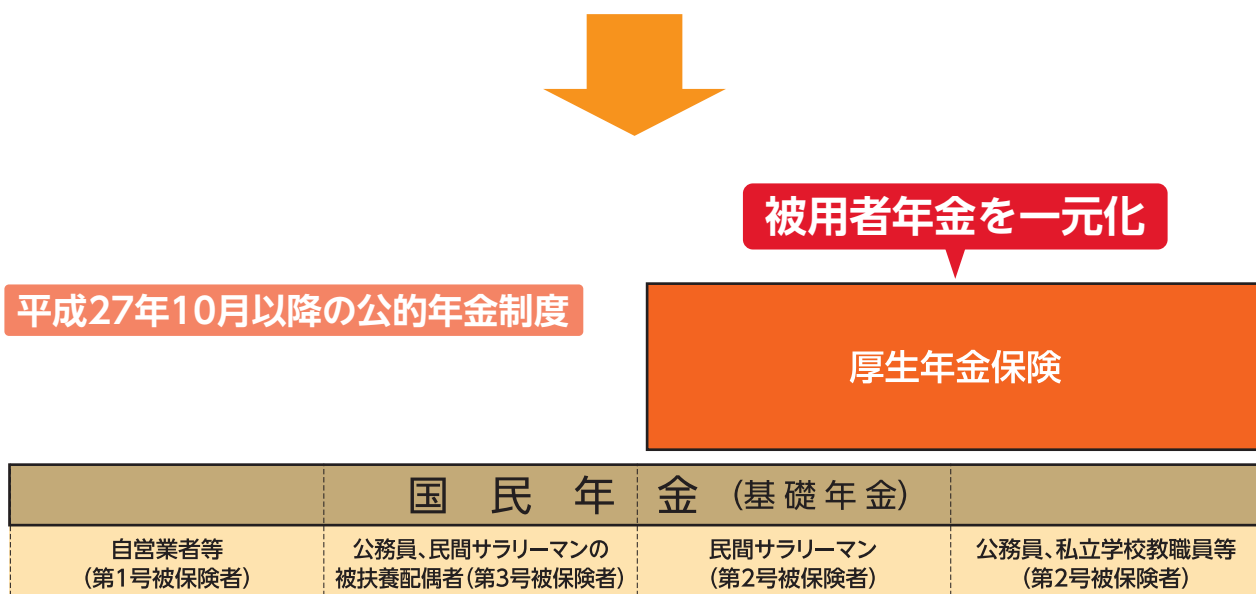 被用者年金を一元化
平成27年10月以降の公的年金制度
厚生年金保険
国民年金(基礎年金)
自営業者等
(第1号被保険者)
公務員、民間サラリーマンの
被扶養配偶者(第3号被保険者)
民間サラリーマン
(第2号被保険者)
公務員、私立学校教職員等
(第2号被保険者)